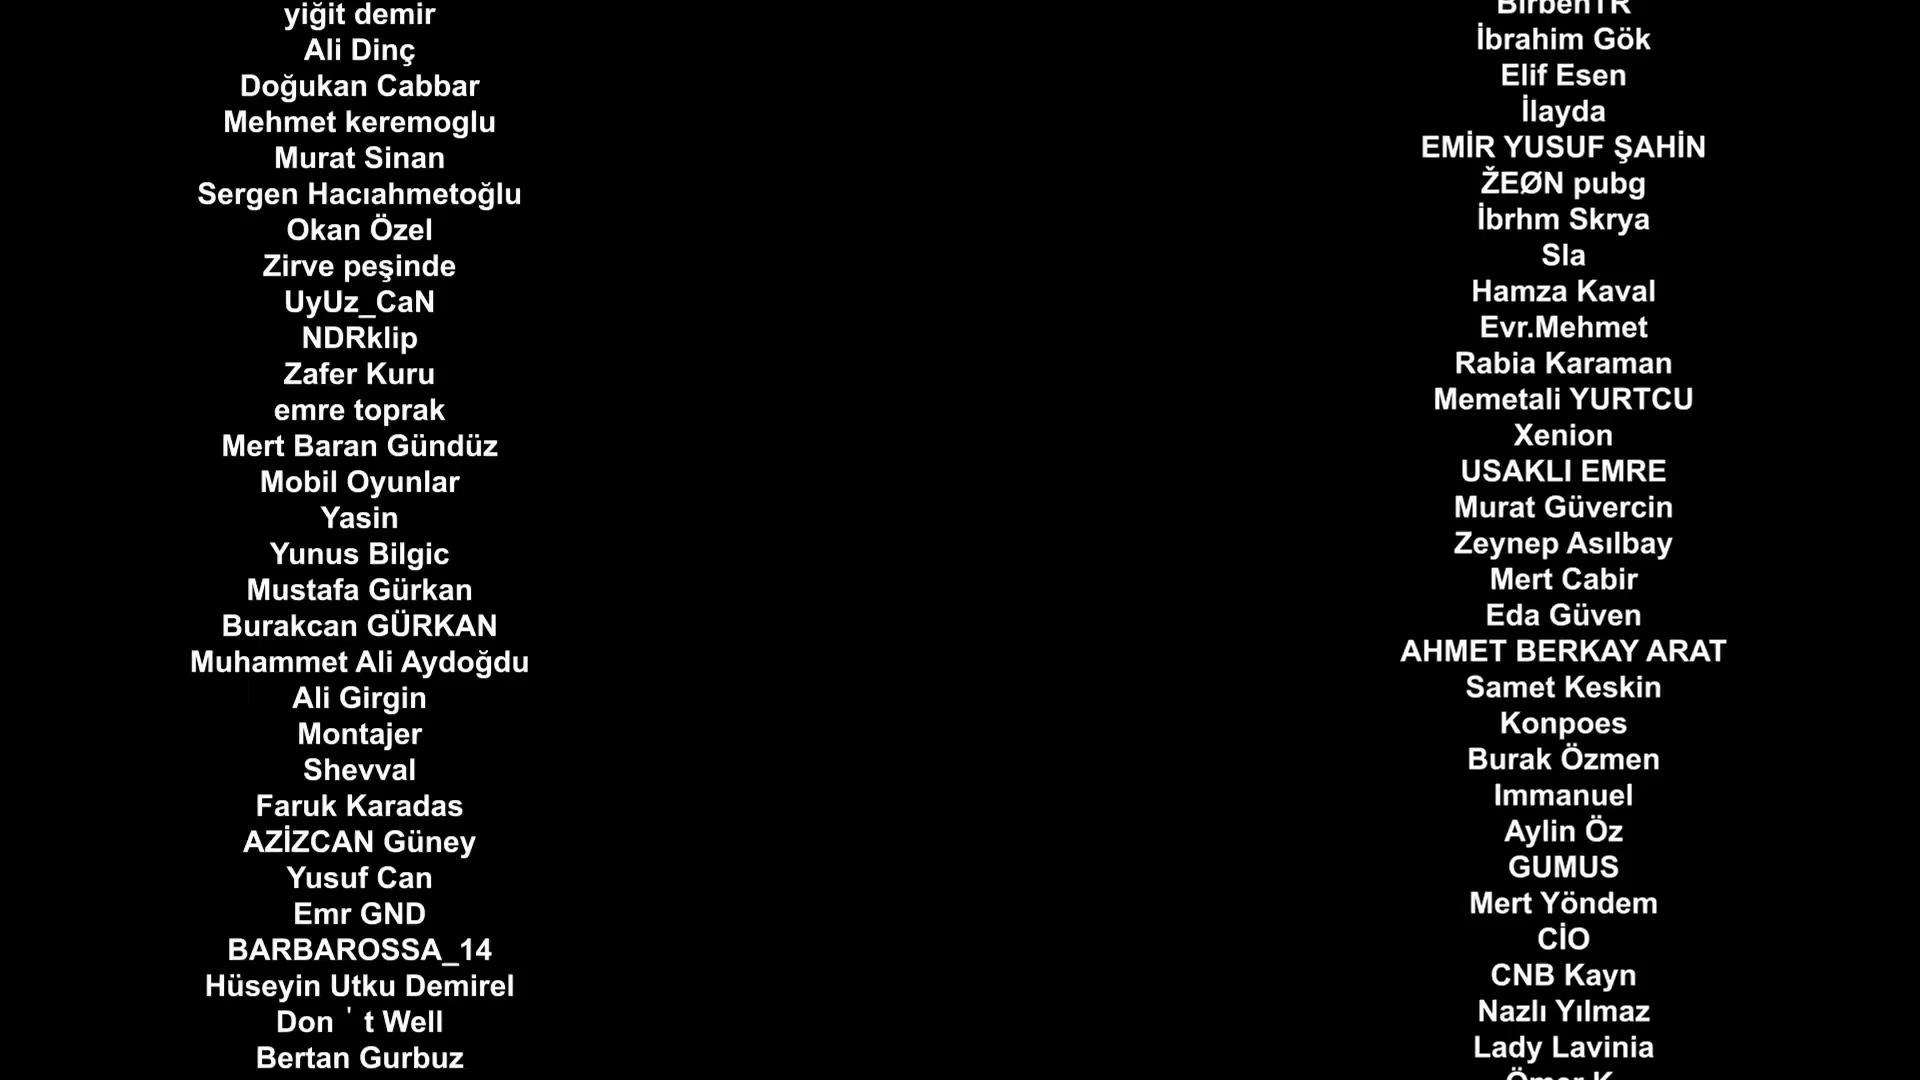 yiğit demir
Ali Dinç
Doğukan Cabbar
Mehmet keremoglu
Murat Sinan
Sergen Hacıahmetoğlu
Okan Özel
Zirve peşinde
UyUz_CaN
NDRklip
Zafer Kuru
emre toprak
Mert Baran Gündüz
Mobil Oyunlar
Yasin
Yunus Bilgic
Mustafa Gürkan
Burakcan GÜRKAN
Muhammet Ali Aydoğdu
Ali Girgin
Montajer
Shevval
Faruk Karadas
AZİZCAN Güney
Yusuf Can
Emr GND
BARBAROSSA_14
Hüseyin Utku Demirel
Don ' t Well
Bertan Gurbuz
BirbenTR
İbrahim Gök
Elif Esen
İlayda
EMİR YUSUF ŞAHİN
ŽEØN pubg
İbrhm Skrya
Sla
Hamza Kaval
Evr.Mehmet
Rabia Karaman
Memetali YURTCU
Xenion
USAKLI EMRE
Murat Güvercin
Zeynep Asılbay
Mert Cabir
Eda Güven
AHMET BERKAY ARAT
Samet Keskin
Konpoes
Burak Özmen
Immanuel
Aylin Öz
GUMUS
Mert Yöndem
CİO
CNB Kayn
Nazlı Yılmaz
Lady Lavinia